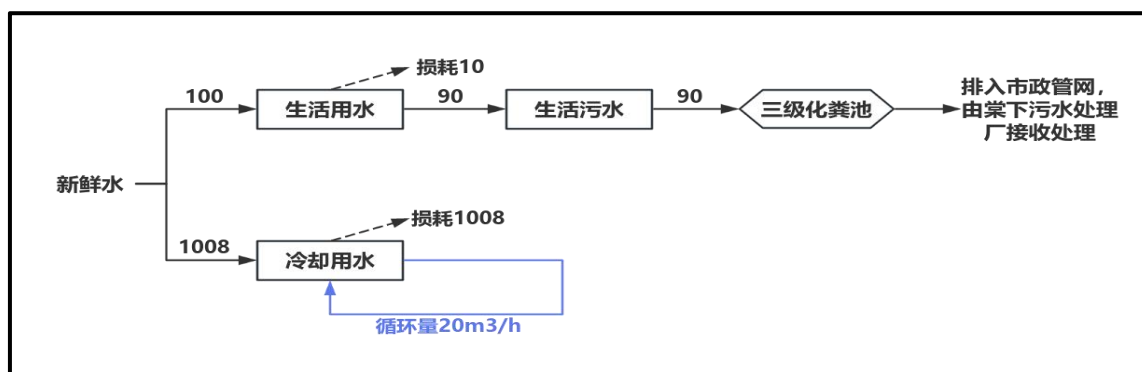 损耗10
100
生活用水
90
生活污水
90
三级化粪池
排入市政管网，
由棠下污水处理
厂接收处理
新鲜水
损耗1008
1008
冷却用水
循环量20m3/h